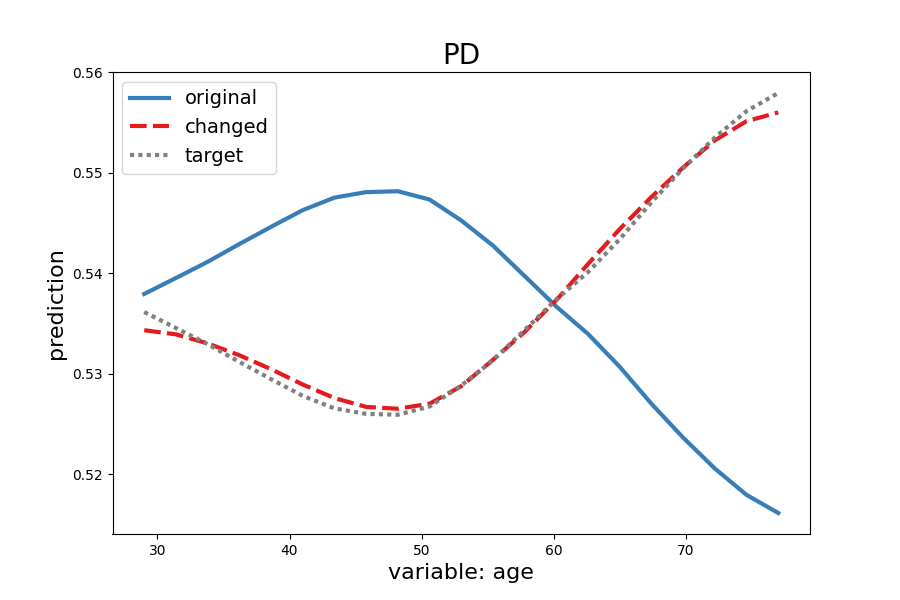 PD
original
changed
target
prediction
0.56
0.55
0.54
0.53
0.52
30 40 50 60 70
variable: age